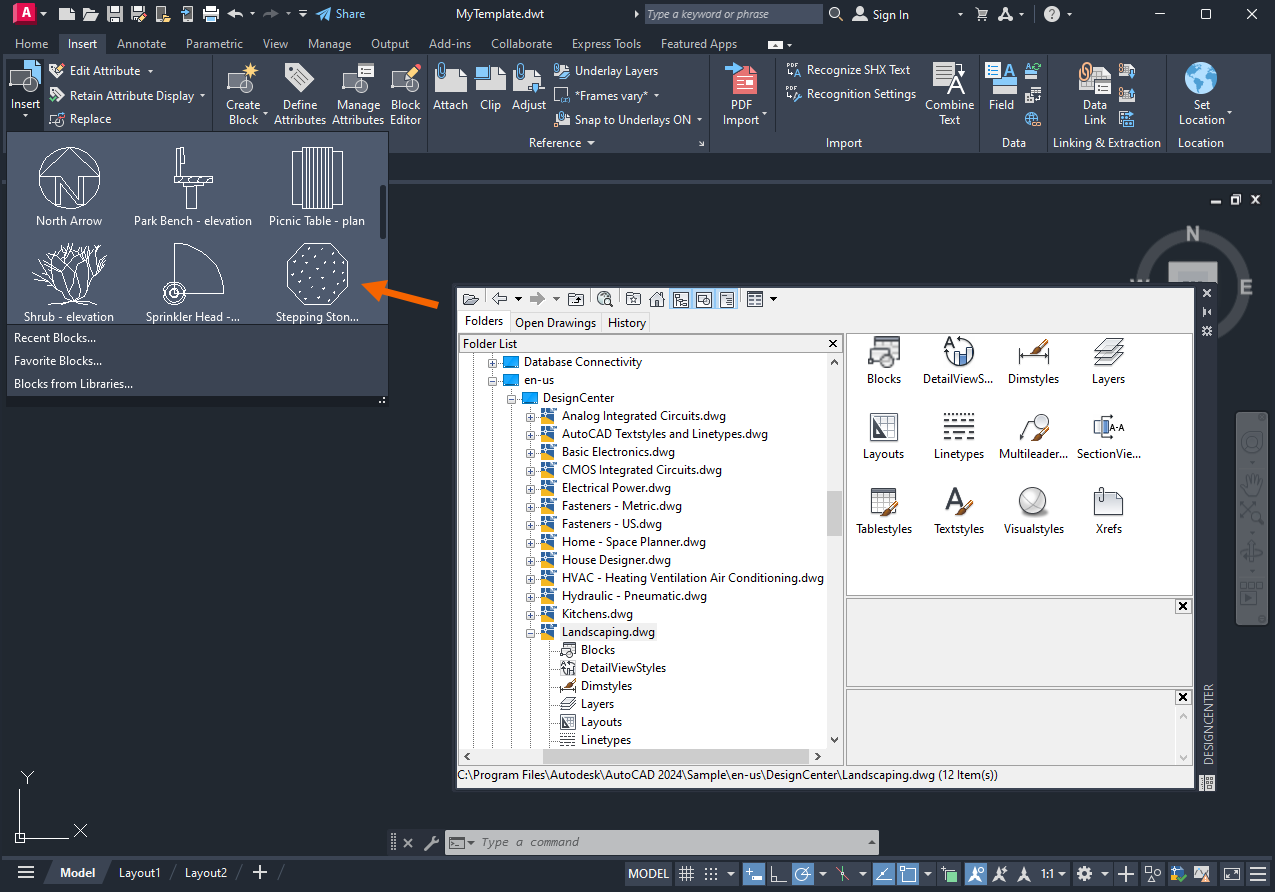 A
Share
MyTemplate.dwt
Type a keyword or phrase
Sign In
Home
Insert
Annotate
Parametric
View
Manage
Output
Add-ins
Collaborate
Express Tools
Featured Apps
Insert
Edit Attribute
Retain Attribute Display
Replace
Create Block
Define Attributes
Manage Attributes
Block Editor
Attach
Clip
Adjust
Underlay Layers
*Frames vary*
Snap to Underlays ON
Reference
PDF Import
Recognize SHX Text
Recognition Settings
Combine Text
Import
Field
Data
Data Link
Linking & Extraction
Set Location
Location
North Arrow
Park Bench - elevation
Picnic Table - plan
Shrub - elevation
Sprinkler Head -...
Stepping Ston...
Recent Blocks...
Favorite Blocks...
Blocks from Libraries...
N
E
W
Folders
Open Drawings
History
Folder List
Database Connectivity
en-us
DesignCenter
Analog Integrated Circuits.dwg
AutoCAD Textstyles and Linetypes.dwg
Basic Electronics.dwg
CMOS Integrated Circuits.dwg
Electrical Power.dwg
Fasteners - Metric.dwg
Fasteners - US.dwg
Home - Space Planner.dwg
House Designer.dwg
HVAC - Heating Ventilation Air Conditioning.dwg
Hydraulic - Pneumatic.dwg
Kitchens.dwg
Landscaping.dwg
Blocks
DetailViewStyles
Dimstyles
Layers
Layouts
Linetypes
Blocks
DetailViewS...
Dimstyles
Layers
Layouts
Linetypes
Multileader...
SectionVie...
Tablestyles
Textstyles
Visualstyles
Xrefs
C:\Program Files\Autodesk\AutoCAD 2024\Sample\en-us\DesignCenter\Landscaping.dwg (12 Item(s))
DESIGNCENTER
Y
X
Type a command
Model
Layout1
Layout2
MODEL
1:1